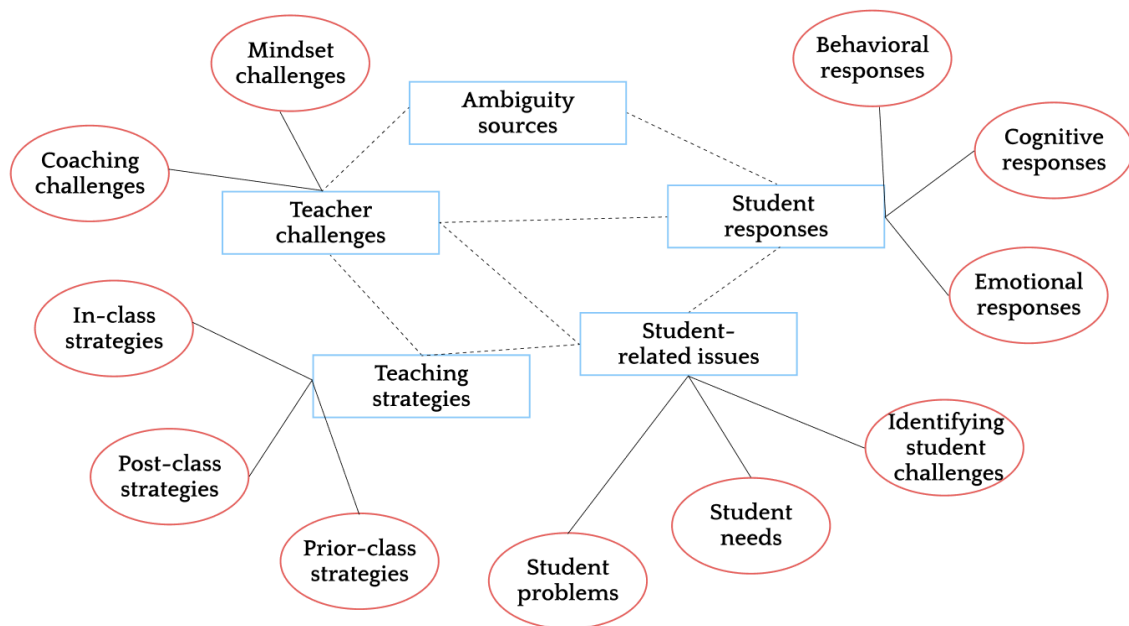 Mindset
challenges
Behavioral
responses
Ambiguity
sources
Coaching
challenges
Cognitive
responses
Teacher
challenges
Student
responses
Emotional
responses
In-class
strategies
Student-
related issues
Teaching
strategies
Identifying
student
challenges
Post-class
strategies
Student
needs
Prior-class
strategies
Student
problems